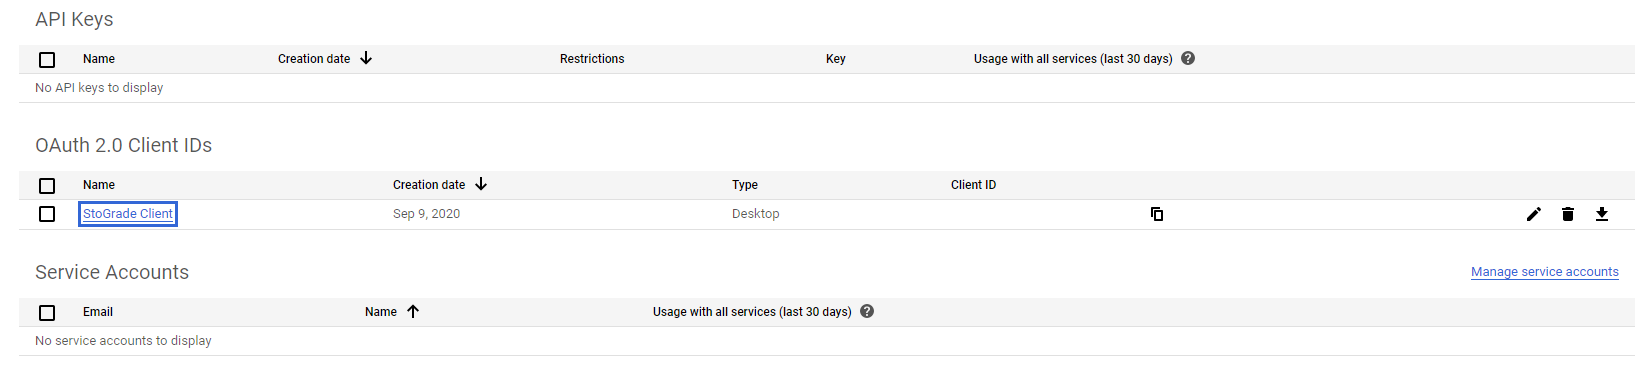 API Keys
Name Creation date Restrictions Key Usage with all services (last 30 days)
No API keys to display
OAuth 2.0 Client IDs
Name Creation date Type Client ID
StoGrade Client Sep 9, 2020 Desktop
Service Accounts Manage service accounts
Email Name Usage with all services (last 30 days)
No service accounts to display